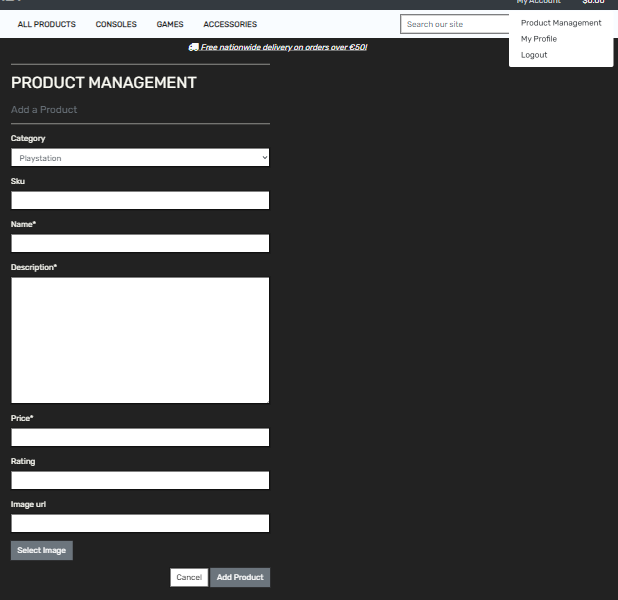 My Account $0.00
ALL PRODUCTS CONSOLES GAMES ACCESSORIES
Search our site
Product Management
My Profile
Logout
Free nationwide delivery on orders over €50!
PRODUCT MANAGEMENT
Add a Product
Category
Playstation
Sku
Name*
Description*
Price*
Rating
Image url
Select Image
Cancel Add Product